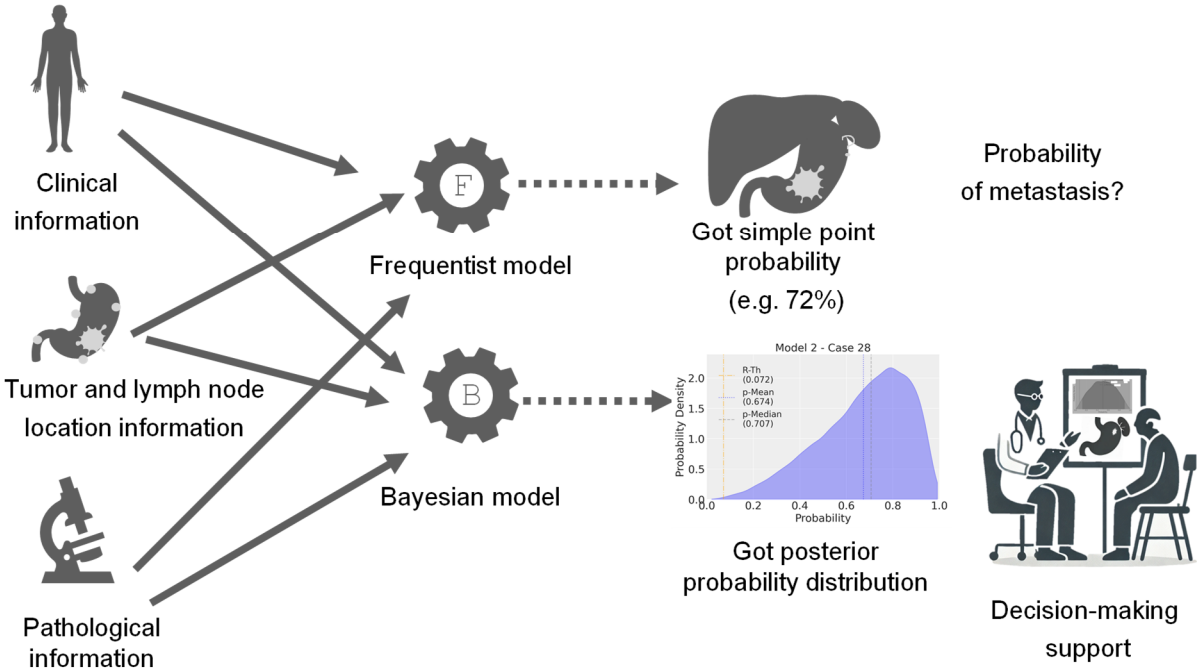 Clinical
information
Tumor and lymph node
location information
Pathological
information
F
Frequentist model
B
Bayesian model
Got simple point
probability
(e.g. 72%)
Probability
of metastasis?
Model 2 - Case 28
R-Th
(0.072)
p-Mean
(0.674)
p-Median
(0.707)
Probability Density
2.0
1.5
1.0
0.5
0.0
0.0 0.2 0.4 0.6 0.8 1.0
Probability
Got posterior
probability distribution
Decision-making
support